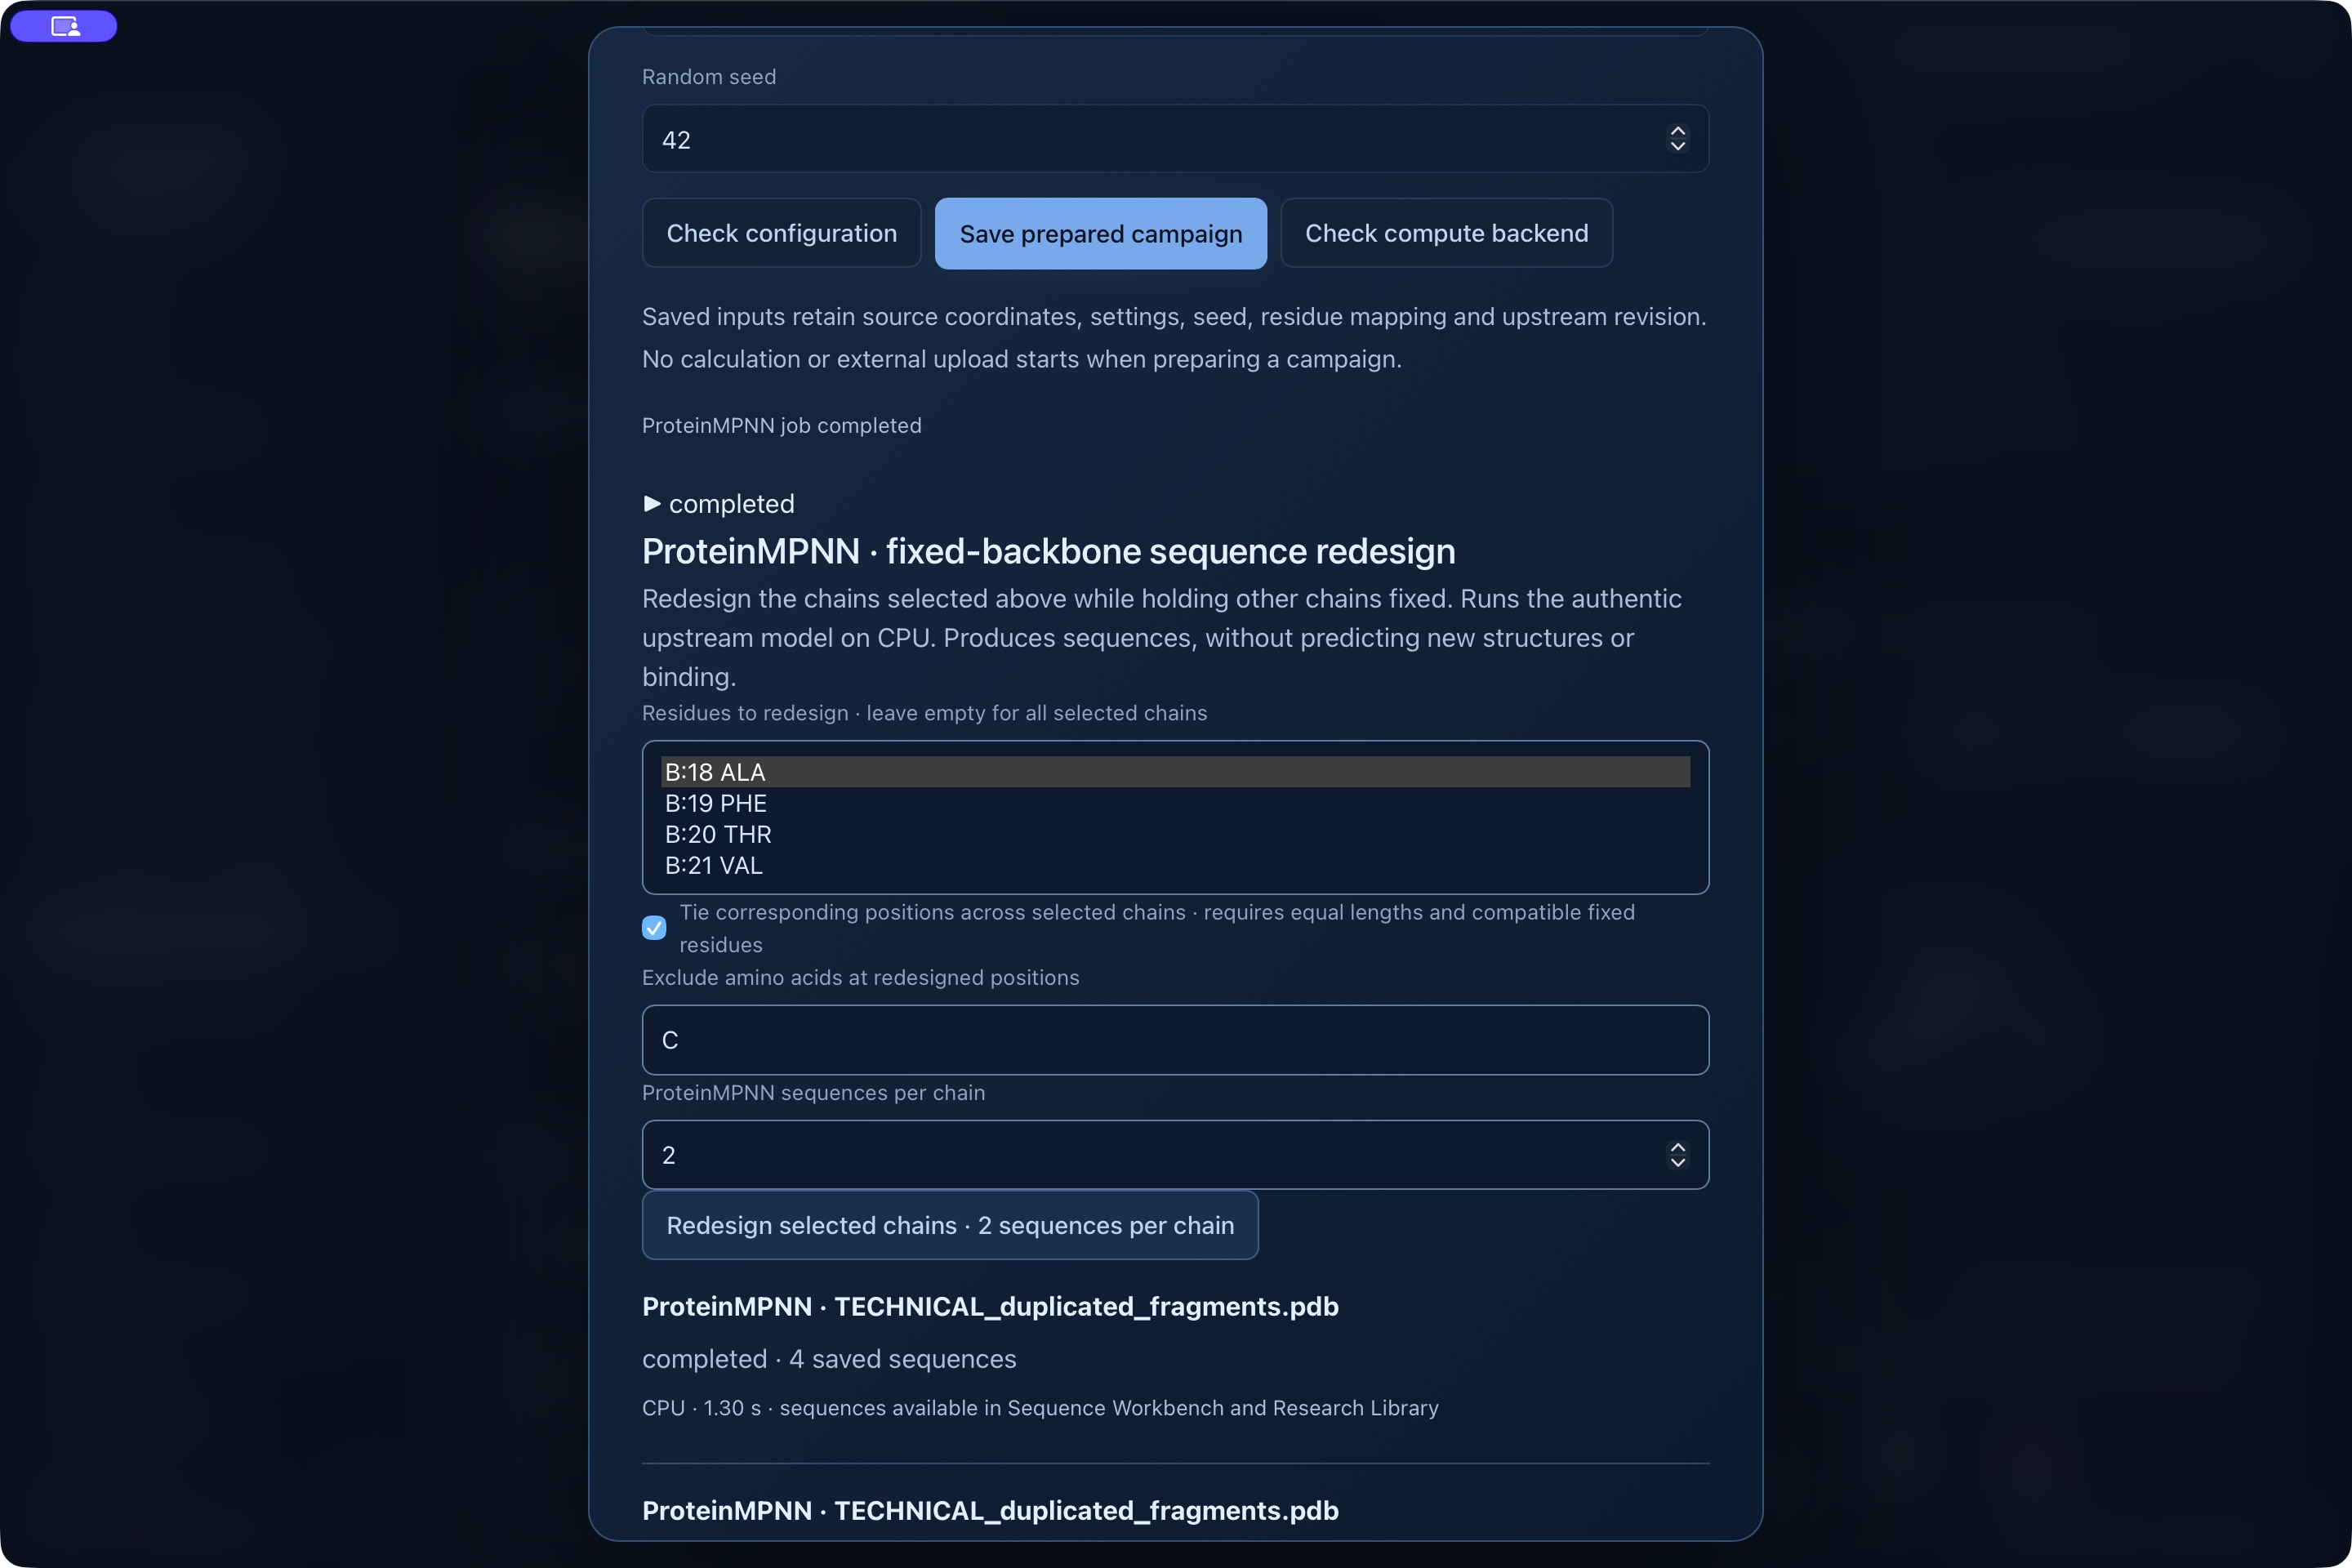 Random seed
42
Check configuration
Save prepared campaign
Check compute backend
Saved inputs retain source coordinates, settings, seed, residue mapping and upstream revision.
No calculation or external upload starts when preparing a campaign.
ProteinMPNN job completed
completed
ProteinMPNN · fixed-backbone sequence redesign
Redesign the chains selected above while holding other chains fixed. Runs the authentic
upstream model on CPU. Produces sequences, without predicting new structures or
binding.
Residues to redesign · leave empty for all selected chains
B:18 ALA
B:19 PHE
B:20 THR
B:21 VAL
Tie corresponding positions across selected chains · requires equal lengths and compatible fixed
residues
Exclude amino acids at redesigned positions
C
ProteinMPNN sequences per chain
2
Redesign selected chains · 2 sequences per chain
ProteinMPNN · TECHNICAL_duplicated_fragments.pdb
completed · 4 saved sequences
CPU · 1.30 s · sequences available in Sequence Workbench and Research Library
ProteinMPNN · TECHNICAL_duplicated_fragments.pdb